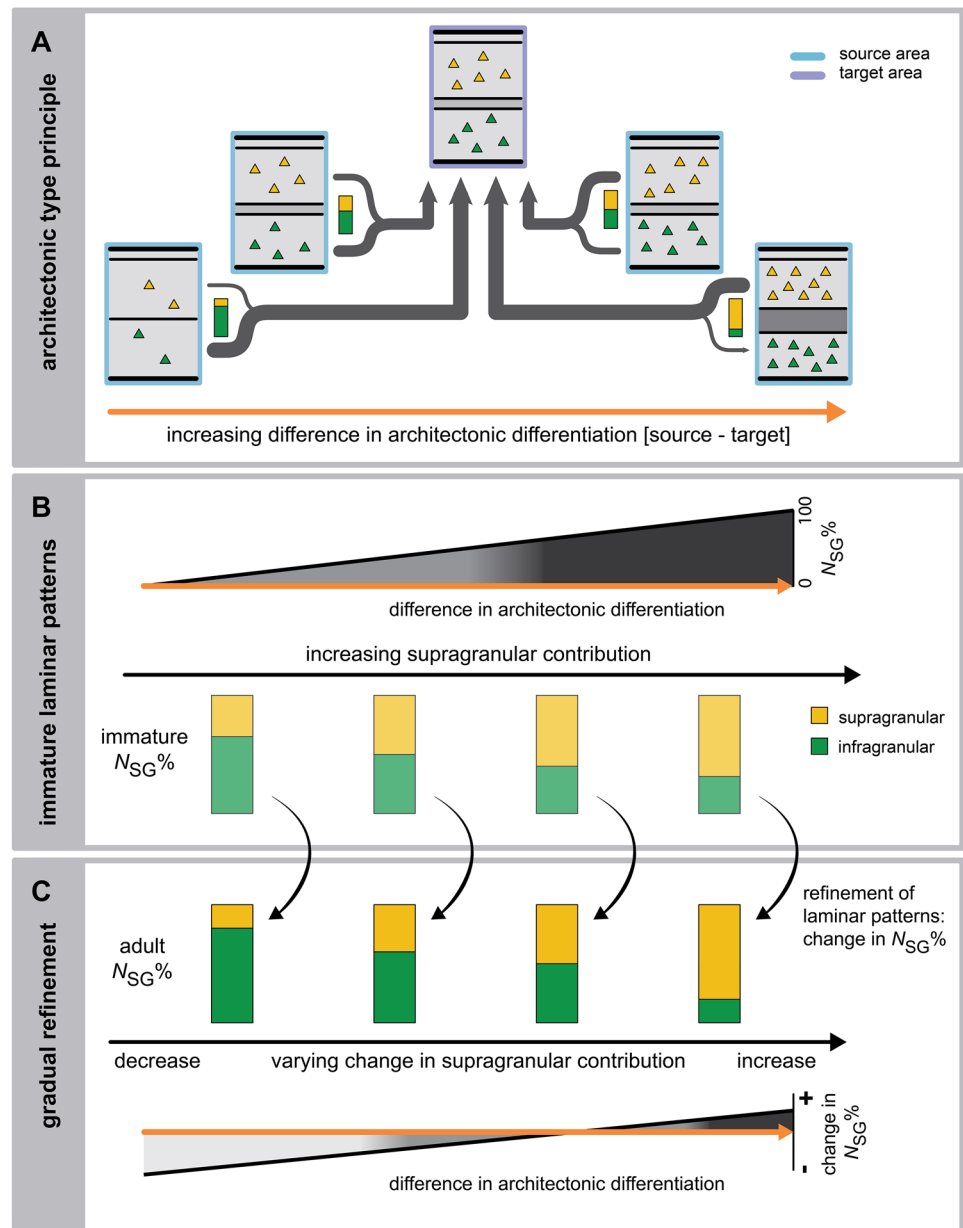 A
architectonic type principle
source area
target area
increasing difference in architectonic differentiation [source - target]
B
immature laminar patterns
100
0
NSG%
difference in architectonic differentiation
increasing supragranular contribution
immature
NSG%
supragranular
infragranular
C
gradual refinement
adult
NSG%
refinement of
laminar patterns:
change in NSG%
decrease
varying change in supragranular contribution
increase
+
-
change in
NSG%
difference in architectonic differentiation